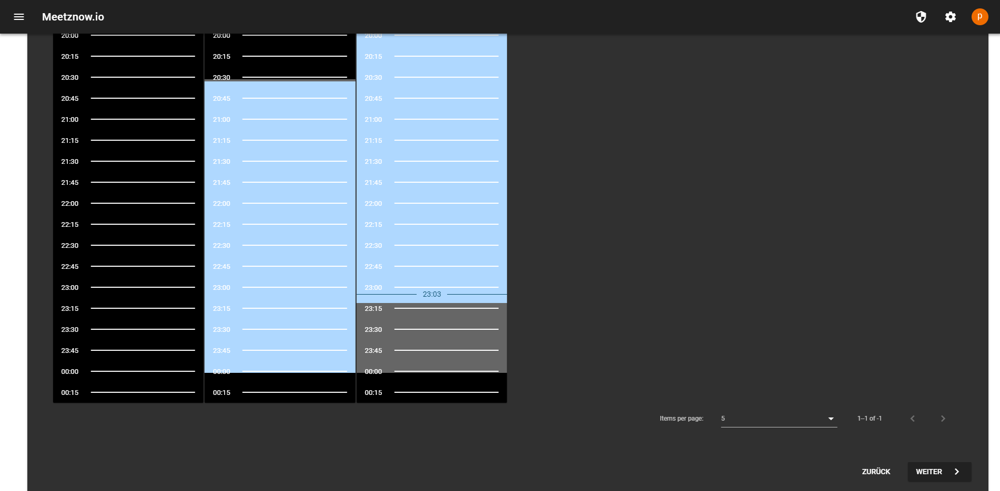 Meetznow.io
p
20:00 20:00 20:00
20:15 20:15 20:15
20:30 20:30 20:30
20:45 20:45 20:45
21:00 21:00 21:00
21:15 21:15 21:15
21:30 21:30 21:30
21:45 21:45 21:45
22:00 22:00 22:00
22:15 22:15 22:15
22:30 22:30 22:30
22:45 22:45 22:45
23:00 23:00 23:00
23:03
23:15 23:15 23:15
23:30 23:30 23:30
23:45 23:45 23:45
00:00 00:00 00:00
00:15 00:15 00:15
Items per page: 5 1–-1 of -1
ZURÜCK WEITER